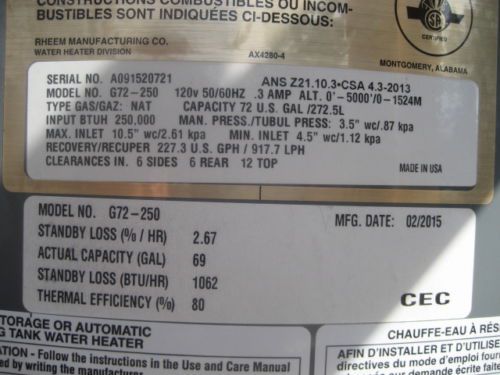 CONSTRUCTIONS COMBUSTIBLES OU INCOM-
BUSTIBLES SONT INDIQUÉES CI-DESSOUS:
RHEEM MANUFACTURING CO.
WATER HEATER DIVISION
AX4280-4
CERTIFIED
MONTGOMERY, ALABAMA
SERIAL NO. A091520721 ANS Z21.10.3•CSA 4.3-2013
MODEL NO. G72-250 120v 50/60HZ .3 AMP ALT. 0'-5000'/0-1524M
TYPE GAS/GAZ: NAT CAPACITY 72 U.S. GAL /272.5L
INPUT BTUH 250,000 MAN. PRESS./TUBUL PRESS: 3.5" wc/.87 kpa
MAX. INLET 10.5" wc/2.61 kpa MIN. INLET 4.5" wc/1.12 kpa
RECOVERY/RECUPER 227.3 U.S. GPH / 917.7 LPH
CLEARANCES IN. 6 SIDES 6 REAR 12 TOP
MADE IN USA
MODEL NO. G72-250 MFG. DATE: 02/2015
STANDBY LOSS (% / HR) 2.67
ACTUAL CAPACITY (GAL) 69
STANDBY LOSS (BTU/HR) 1062
THERMAL EFFICIENCY (%) 80
CEC
STORAGE OR AUTOMATIC
TANK WATER HEATER
- Follow the instructions in the Use and Care Manual
by writing the manufacturer.
CHAUFFE-EAU À
AFIN D'INSTALLER ET D'UTILISE
directives du mode d'emploi